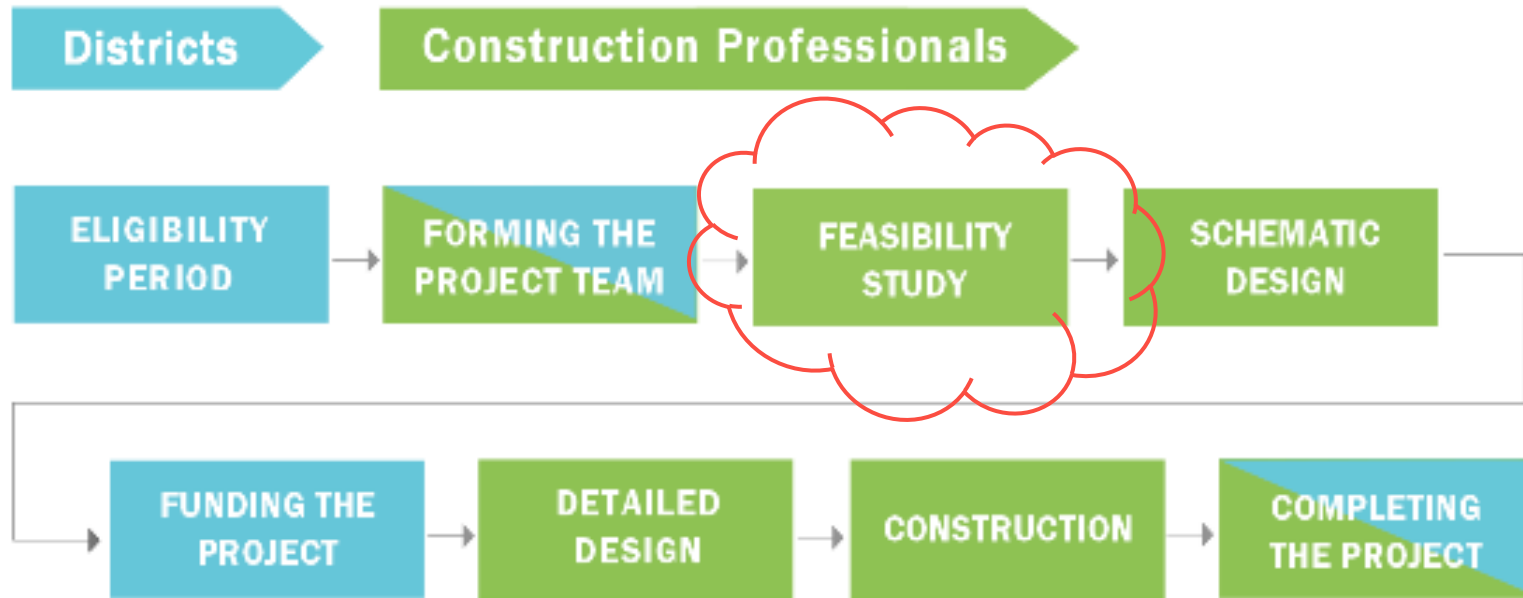 Districts
Construction Professionals
ELIGIBILITY
PERIOD
FORMING THE
PROJECT TEAM
FEASIBILITY
STUDY
SCHEMATIC
DESIGN
FUNDING THE
PROJECT
DETAILED
DESIGN
CONSTRUCTION
COMPLETING
THE PROJECT